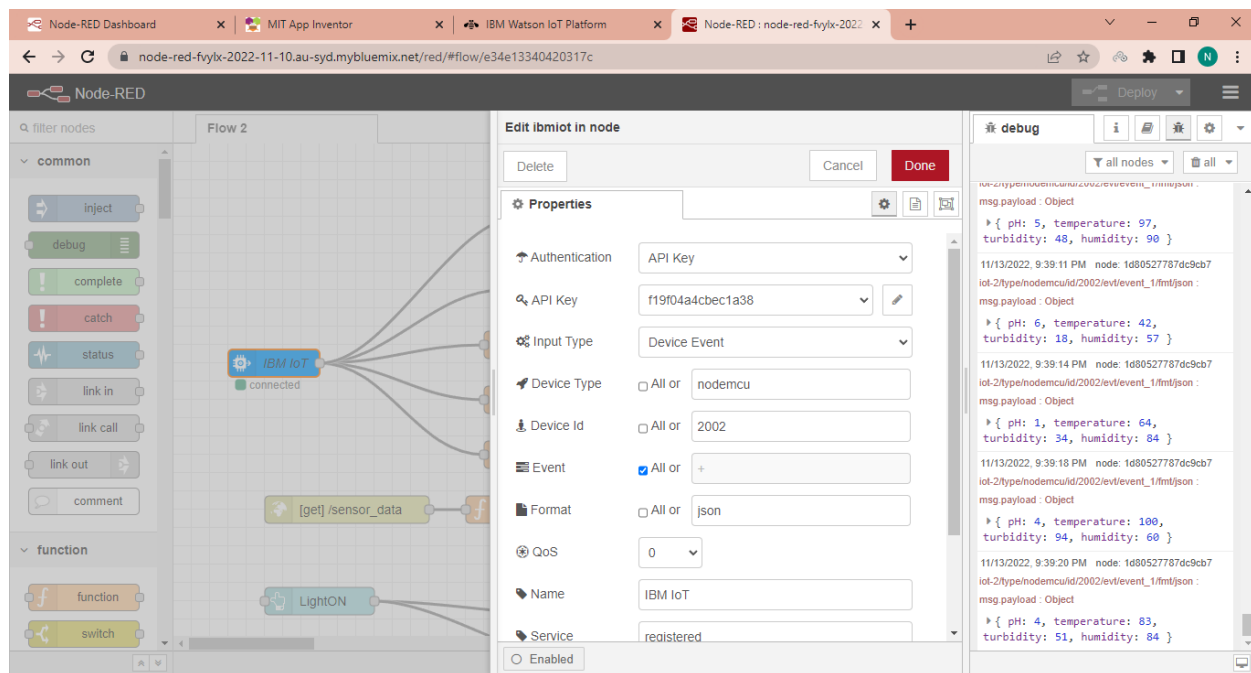 Node-RED Dashboard
MIT App Inventor
IBM Watson IoT Platform
Node-RED : node-red-fvylx-2022
node-red-fvylx-2022-11-10.au-syd.mybluemix.net/red/#flow/e34e13340420317c
N
Node-RED
Deploy
filter nodes
common
inject
debug
complete
catch
status
link in
link call
link out
comment
function
function
switch
Flow 2
IBM IoT
connected
[get] /sensor_data
LightON
Edit ibmiot in node
Delete
Cancel
Done
Properties
Authentication
API Key
API Key
f19f04a4cbec1a38
Input Type
Device Event
Device Type
All or
nodemcu
Device Id
All or
2002
Event
All or
+
Format
All or
json
QoS
0
Name
IBM IoT
Service
registered
Enabled
debug
i
all nodes
all
iot-2/type/nodemcu/id/2002/evt/event_1/fmt/json :
msg.payload : Object
{ pH: 5, temperature: 97,
turbidity: 48, humidity: 90 }
11/13/2022, 9:39:11 PM node: 1d80527787dc9cb7
iot-2/type/nodemcu/id/2002/evt/event_1/fmt/json :
msg.payload : Object
{ pH: 6, temperature: 42,
turbidity: 18, humidity: 57 }
11/13/2022, 9:39:14 PM node: 1d80527787dc9cb7
iot-2/type/nodemcu/id/2002/evt/event_1/fmt/json :
msg.payload : Object
{ pH: 1, temperature: 64,
turbidity: 34, humidity: 84 }
11/13/2022, 9:39:18 PM node: 1d80527787dc9cb7
iot-2/type/nodemcu/id/2002/evt/event_1/fmt/json :
msg.payload : Object
{ pH: 4, temperature: 100,
turbidity: 94, humidity: 60 }
11/13/2022, 9:39:20 PM node: 1d80527787dc9cb7
iot-2/type/nodemcu/id/2002/evt/event_1/fmt/json :
msg.payload : Object
{ pH: 4, temperature: 83,
turbidity: 51, humidity: 84 }